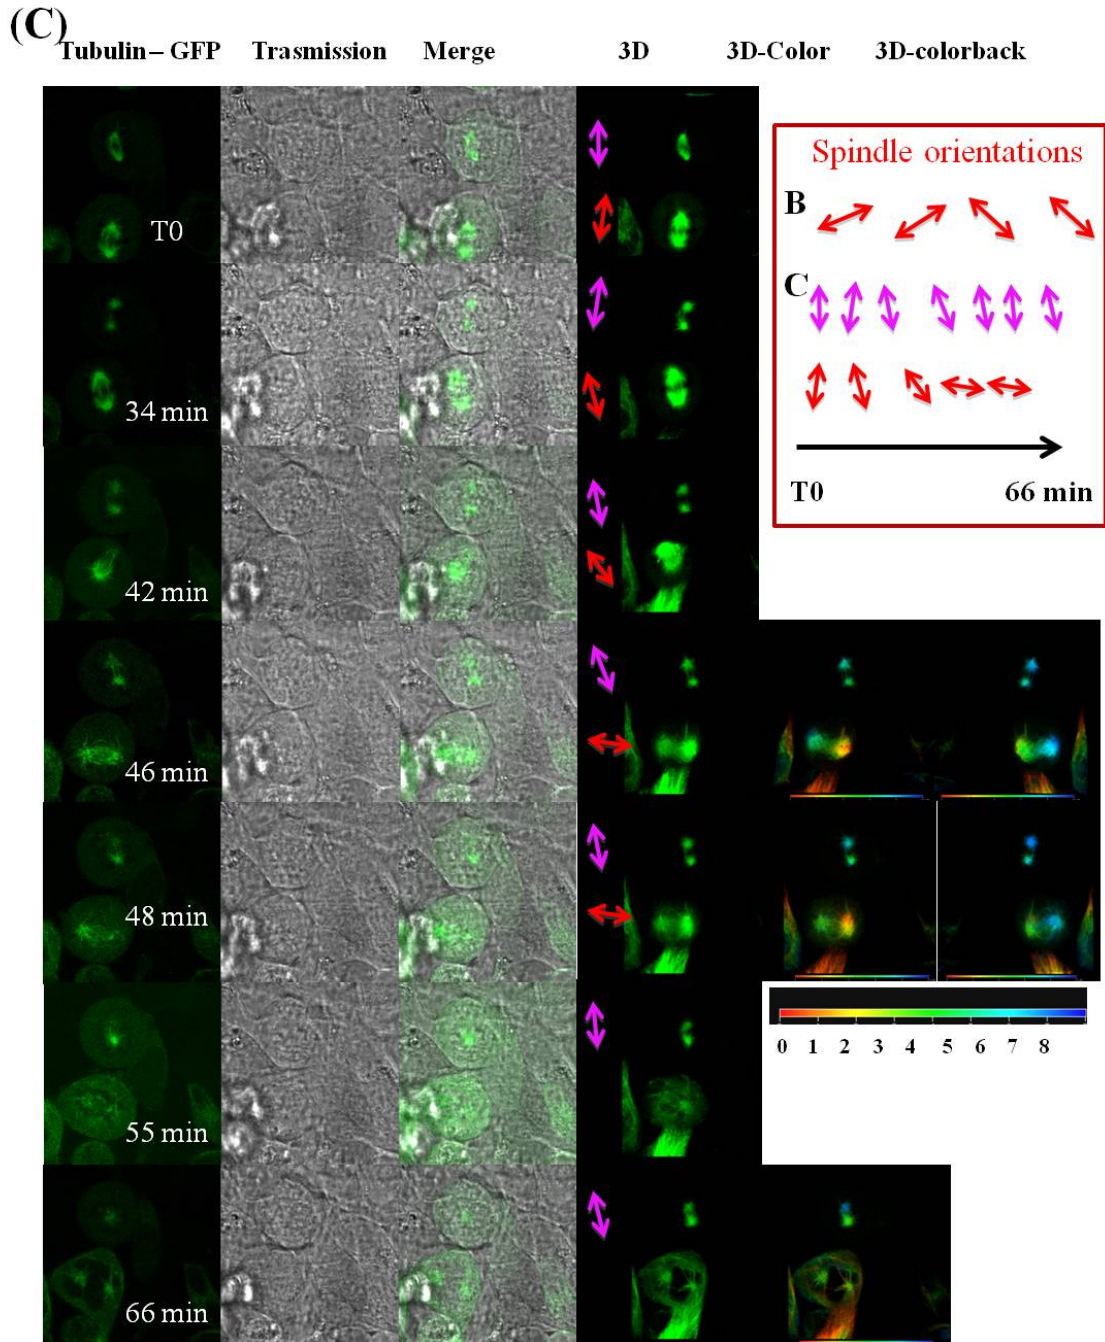 (C)
Tubulin – GFP Trasmission Merge 3D 3D-Color 3D-colorback
T0
34 min
42 min
46 min
48 min
55 min
66 min
Spindle orientations
B
C
T0 66 min
0 1 2 3 4 5 6 7 8